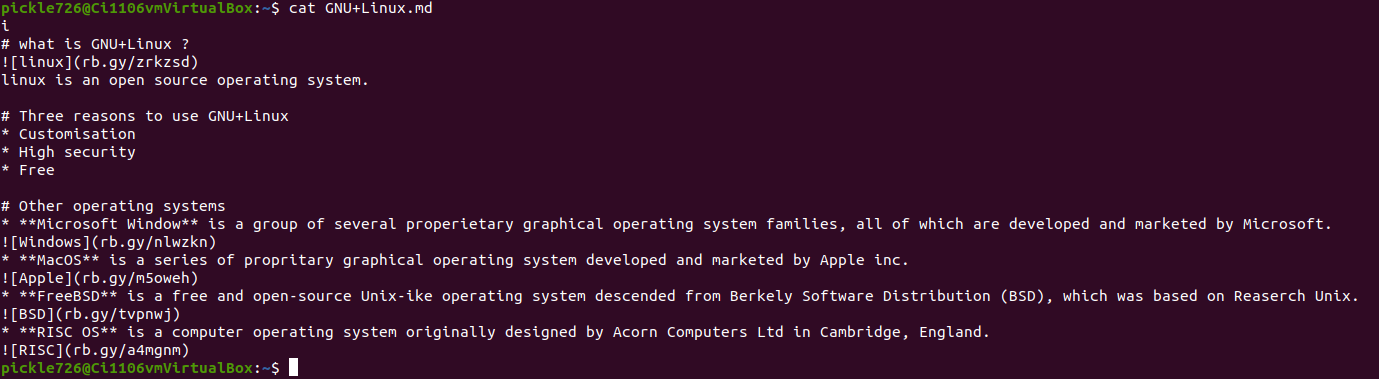 pickle726@Ci1106vmVirtualBox:~$ cat GNU+Linux.md
i
# what is GNU+Linux ?
![linux](rb.gy/zrkzsd)
linux is an open source operating system.

# Three reasons to use GNU+Linux
* Customisation
* High security
* Free

# Other operating systems
* **Microsoft Window** is a group of several properietary graphical operating system families, all of which are developed and marketed by Microsoft.
![Windows](rb.gy/nlwzkn)
* **MacOS** is a series of propritary graphical operating system developed and marketed by Apple inc.
![Apple](rb.gy/m5oweh)
* **FreeBSD** is a free and open-source Unix-ike operating system descended from Berkely Software Distribution (BSD), which was based on Reaserch Unix.
![BSD](rb.gy/tvpnwj)
* **RISC OS** is a computer operating system originally designed by Acorn Computers Ltd in Cambridge, England.
![RISC](rb.gy/a4mgnm)
pickle726@Ci1106vmVirtualBox:~$